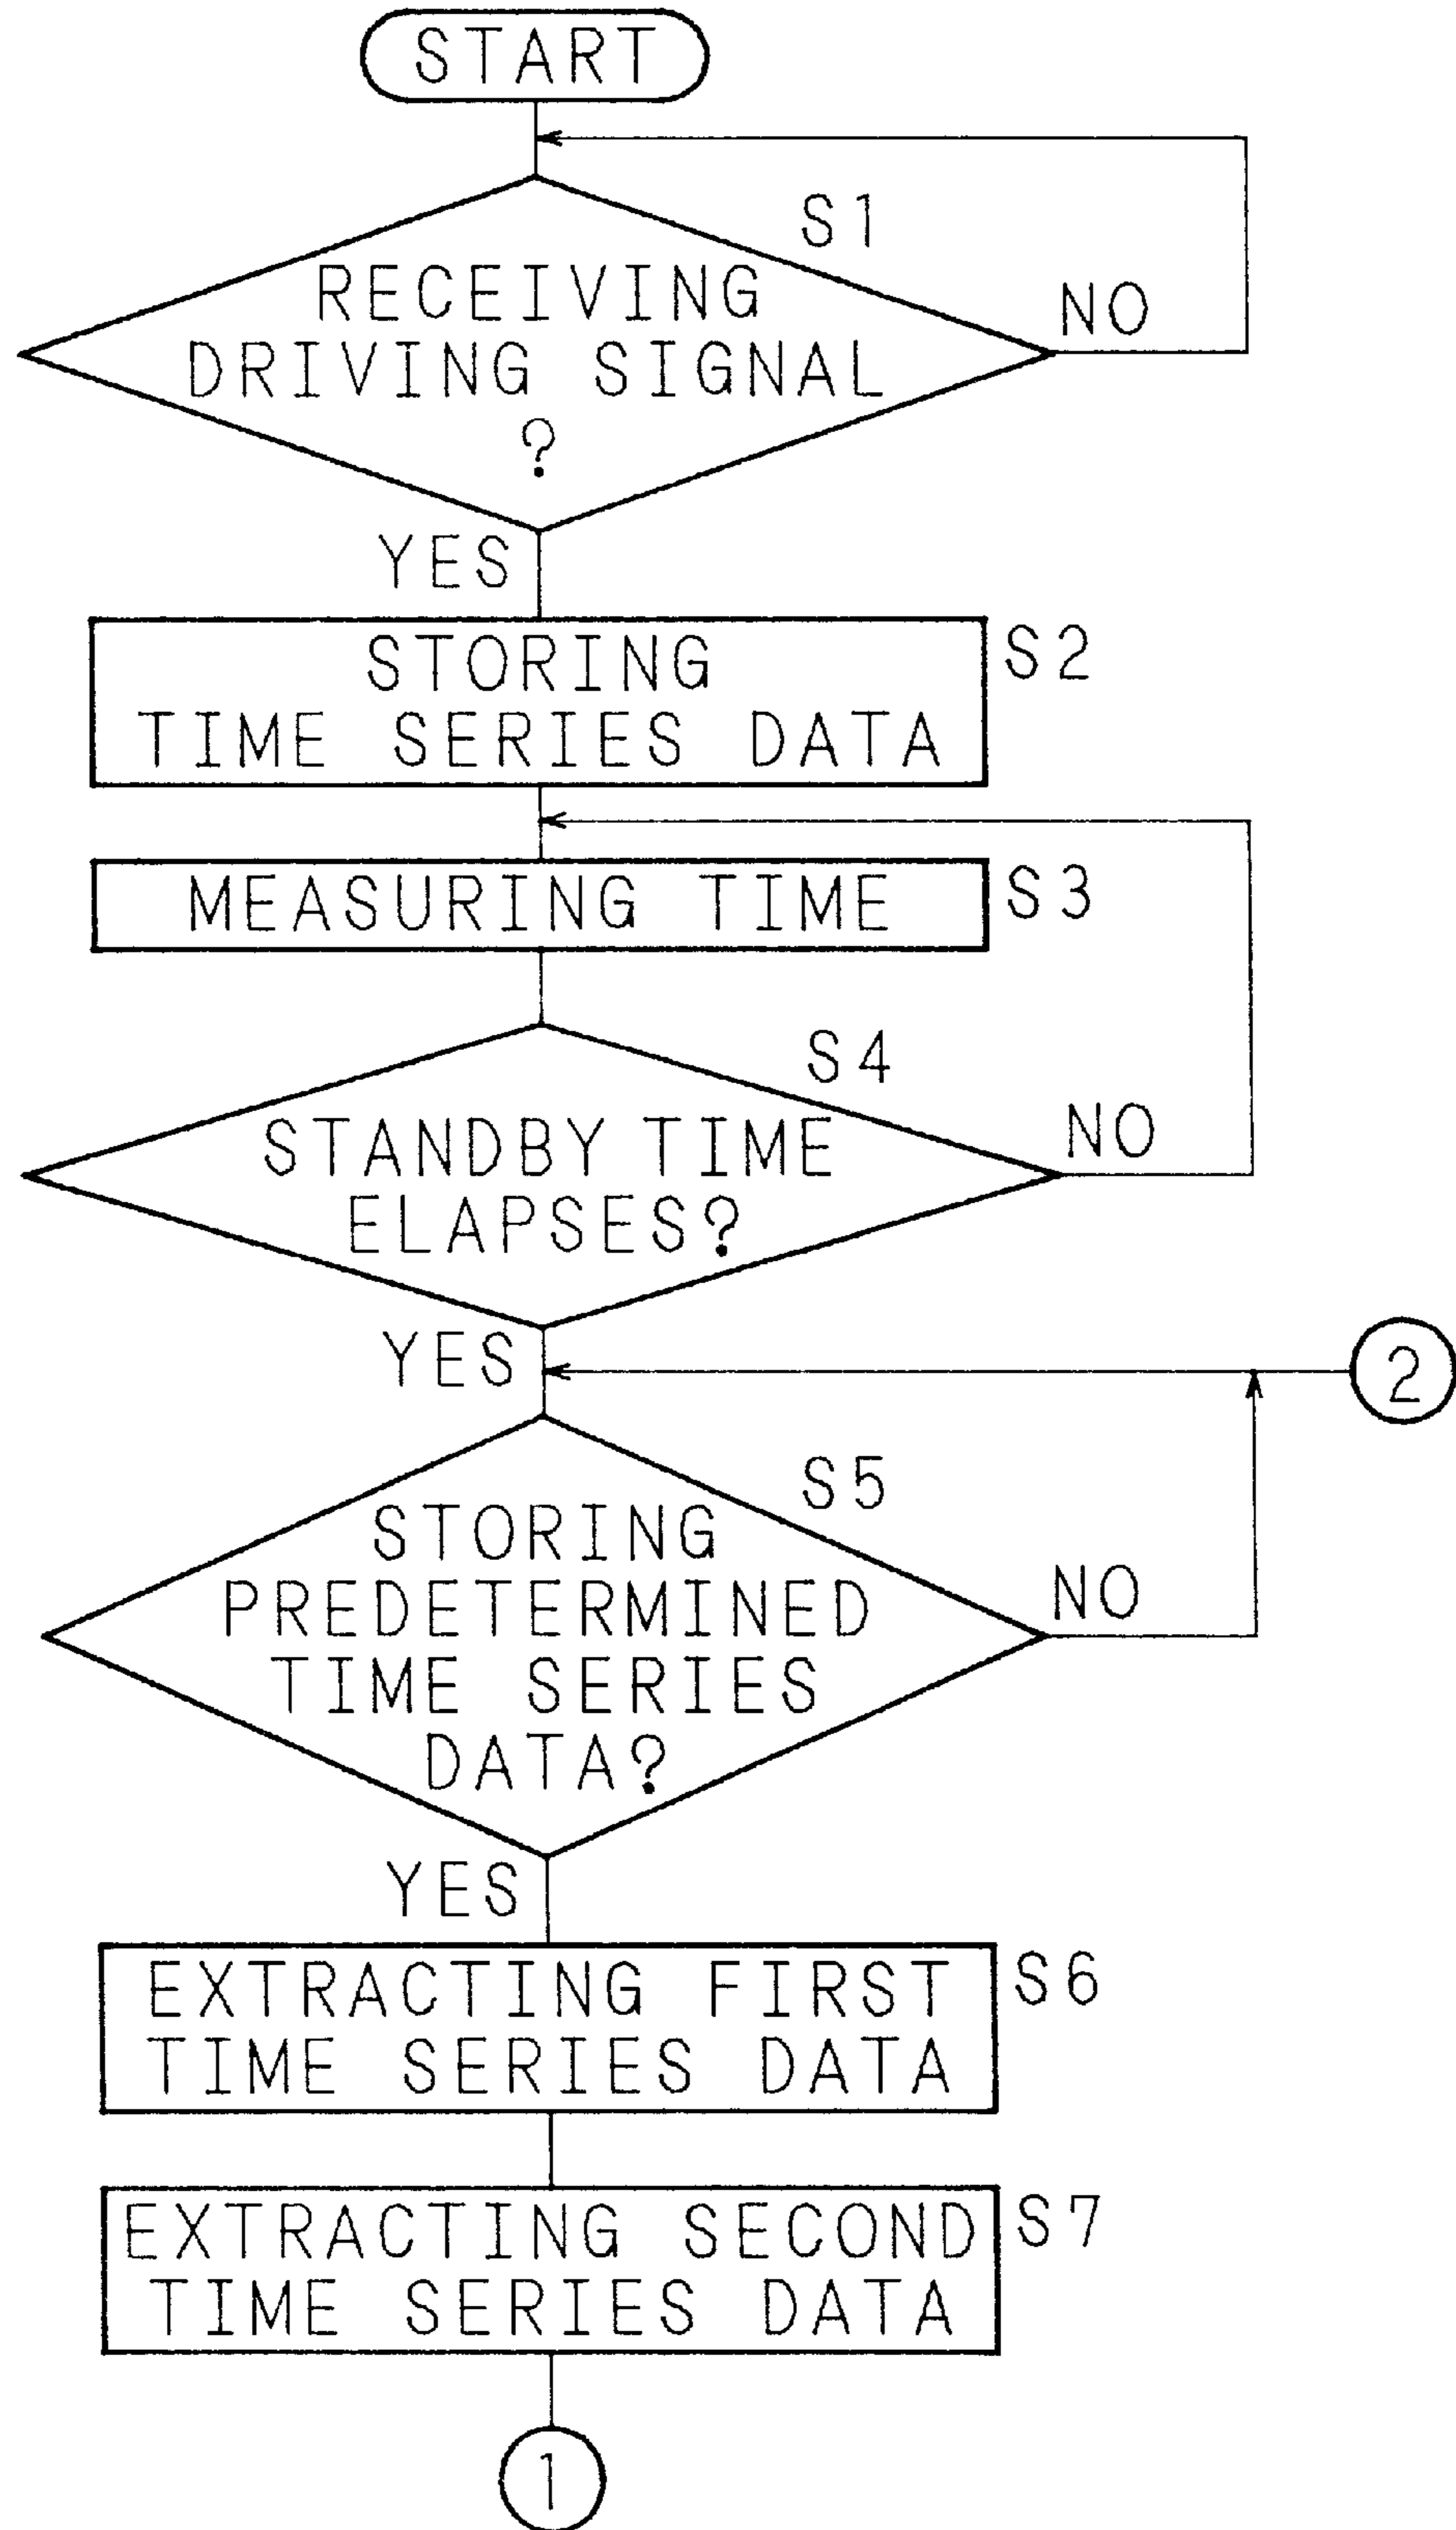 START
S1
RECEIVING
NO
DRIVING SIGNAL
?
YES
STORING
S2
TIME SERIES DATA
MEASURING TIME
S3
S4
STANDBY TIME
NO
ELAPSES?
YES
2
S5
STORING
PREDETERMINED
NO
TIME SERIES
DATA?
YES
EXTRACTING FIRST
S6
TIME SERIES DATA
EXTRACTING SECOND
S7
TIME SERIES DATA
1